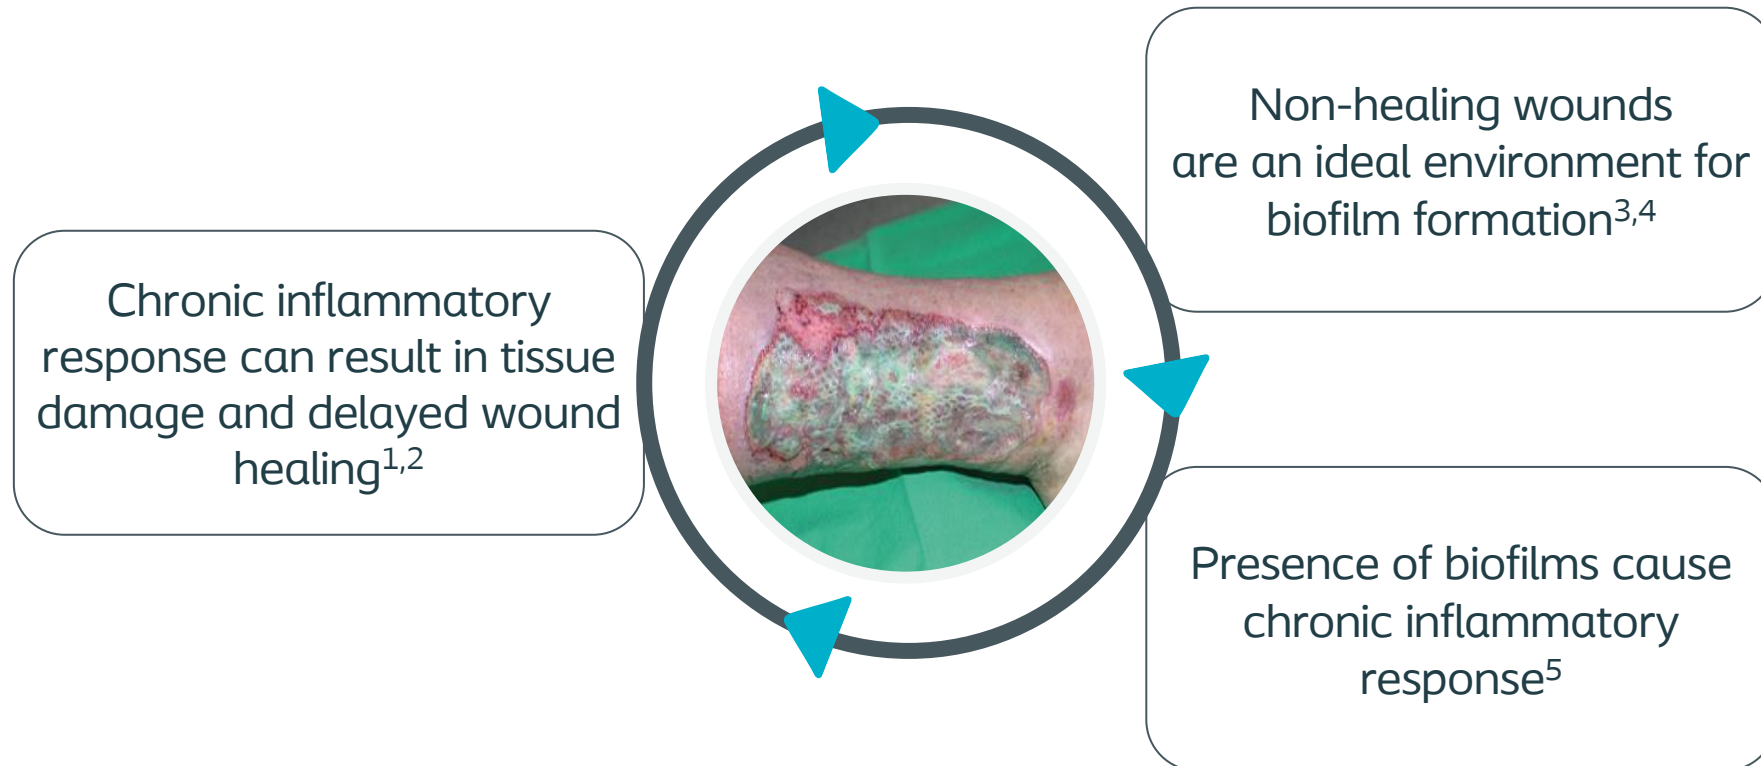 Non-healing wounds
are an ideal environment for
biofilm formation³,⁴
Chronic inflammatory
response can result in tissue
damage and delayed wound
healing¹,²
Presence of biofilms cause
chronic inflammatory
response⁵